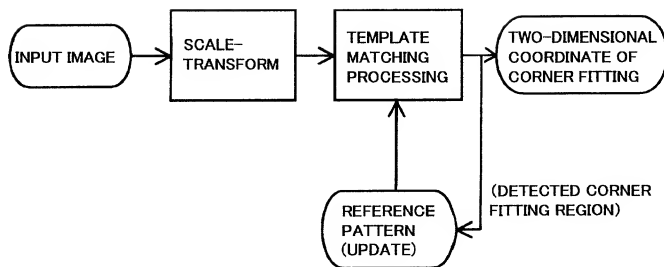 INPUT IMAGE
SCALE-
TRANSFORM
TEMPLATE
MATCHING
PROCESSING
TWO-DIMENSIONAL
COORDINATE OF
CORNER FITTING
(DETECTED CORNER
FITTING REGION)
REFERENCE
PATTERN
(UPDATE)